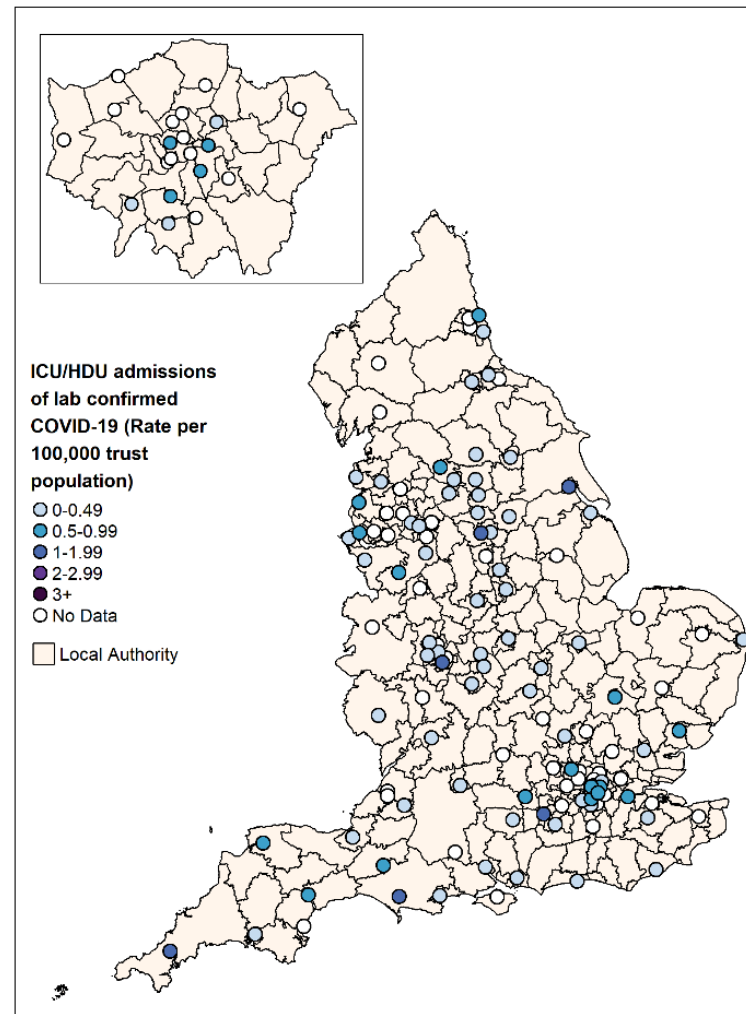 ICU/HDU admissions
of lab confirmed
COVID-19 (Rate per
100,000 trust
population)
0-0.49
0.5-0.99
1-1.99
2-2.99
3+
No Data
Local Authority